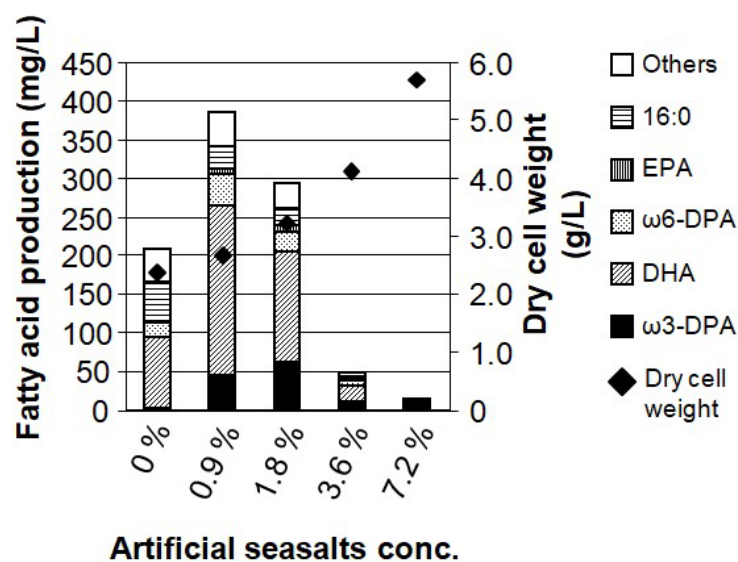 Fatty acid production (mg/L)
450
400
350
300
250
200
150
100
50
0
6.0
5.0
4.0
3.0
2.0
1.0
0
Dry cell weight
(g/L)
0 %
0.9 %
1.8 %
3.6 %
7.2 %
Artificial seasalts conc.
Others
16:0
EPA
ω6-DPA
DHA
ω3-DPA
Dry cell
weight